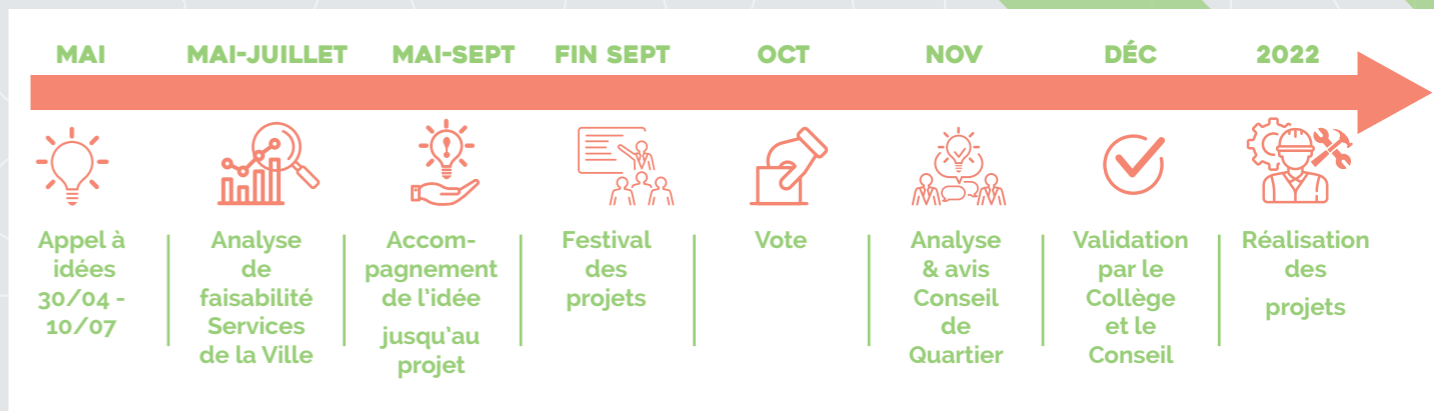 MAI
MAI-JUILLET
MAI-SEPT
FIN SEPT
OCT
NOV
DÉC
2022
Appel à
idées
30/04 -
10/07
Analyse
de
faisabilité
Services
de la Ville
Accom-
pagnement
de l'idée
jusqu'au
projet
Festival
des
projets
Vote
Analyse
& avis
Conseil
de
Quartier
Validation
par le
Collège
et le
Conseil
Réalisation
des
projets